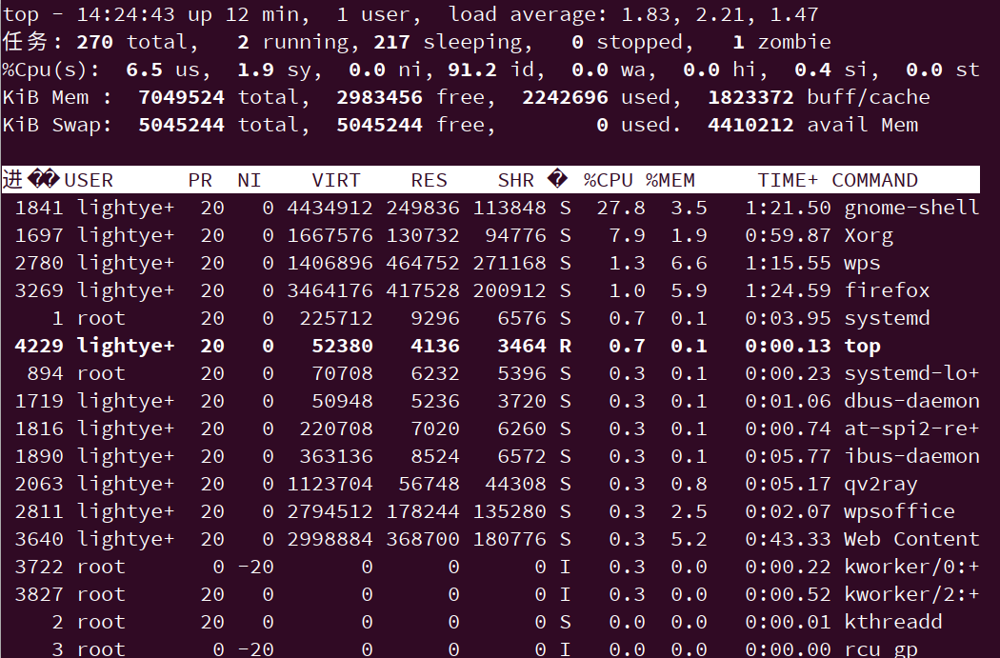 top - 14:24:43 up 12 min,  1 user,  load average: 1.83, 2.21, 1.47
任务: 270 total,   2 running, 217 sleeping,   0 stopped,   1 zombie
%Cpu(s):  6.5 us,  1.9 sy,  0.0 ni, 91.2 id,  0.0 wa,  0.0 hi,  0.4 si,  0.0 st
KiB Mem :  7049524 total,  2983456 free,  2242696 used,  1823372 buff/cache
KiB Swap:  5045244 total,  5045244 free,        0 used.  4410212 avail Mem
进��USER      PR  NI    VIRT    RES    SHR �  %CPU %MEM     TIME+ COMMAND
1841 lightye+  20   0 4434912 249836 113848 S  27.8  3.5   1:21.50 gnome-shell
1697 lightye+  20   0 1667576 130732  94776 S   7.9  1.9   0:59.87 Xorg
2780 lightye+  20   0 1406896 464752 271168 S   1.3  6.6   1:15.55 wps
3269 lightye+  20   0 3464176 417528 200912 S   1.0  5.9   1:24.59 firefox
1 root      20   0  225712   9296   6576 S   0.7  0.1   0:03.95 systemd
4229 lightye+  20   0   52380   4136   3464 R   0.7  0.1   0:00.13 top
894 root      20   0   70708   6232   5396 S   0.3  0.1   0:00.23 systemd-lo+
1719 lightye+  20   0   50948   5236   3720 S   0.3  0.1   0:01.06 dbus-daemon
1816 lightye+  20   0  220708   7020   6260 S   0.3  0.1   0:00.74 at-spi2-re+
1890 lightye+  20   0  363136   8524   6572 S   0.3  0.1   0:05.77 ibus-daemon
2063 lightye+  20   0 1123704  56748  44308 S   0.3  0.8   0:05.17 qv2ray
2811 lightye+  20   0 2794512 178244 135280 S   0.3  2.5   0:02.07 wpsoffice
3640 lightye+  20   0 2998884 368700 180776 S   0.3  5.2   0:43.33 Web Content
3722 root       0 -20       0      0      0 I   0.3  0.0   0:00.22 kworker/0:+
3827 root      20   0       0      0      0 I   0.3  0.0   0:00.52 kworker/2:+
2 root      20   0       0      0      0 S   0.0  0.0   0:00.01 kthreadd
3 root       0 -20       0      0      0 I   0.0  0.0   0:00.00 rcu_gp